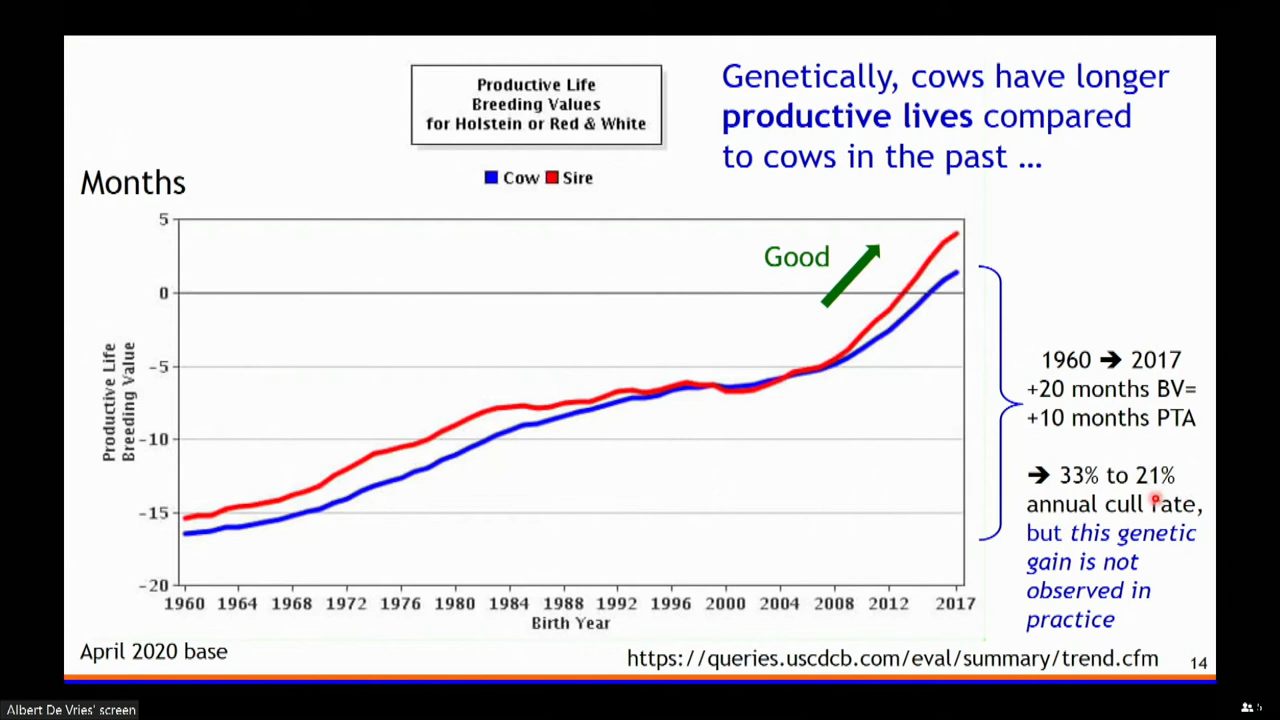 Productive Life
Breeding Values
for Holstein or Red & White
Genetically, cows have longer
productive lives compared
to cows in the past ...
Cow Sire
Months
Good
5
0
-5
-10
-15
-20
Productive Life
Breeding Value
1960 1964 1968 1972 1976 1980 1984 1988 1992 1996 2000 2004 2008 2012 2017
Birth Year
1960 ➔ 2017
+20 months BV=
+10 months PTA
➔ 33% to 21%
annual cull rate,
but this genetic
gain is not
observed in
practice
April 2020 base
https://queries.uscdcb.com/eval/summary/trend.cfm
14
Albert De Vries' screen